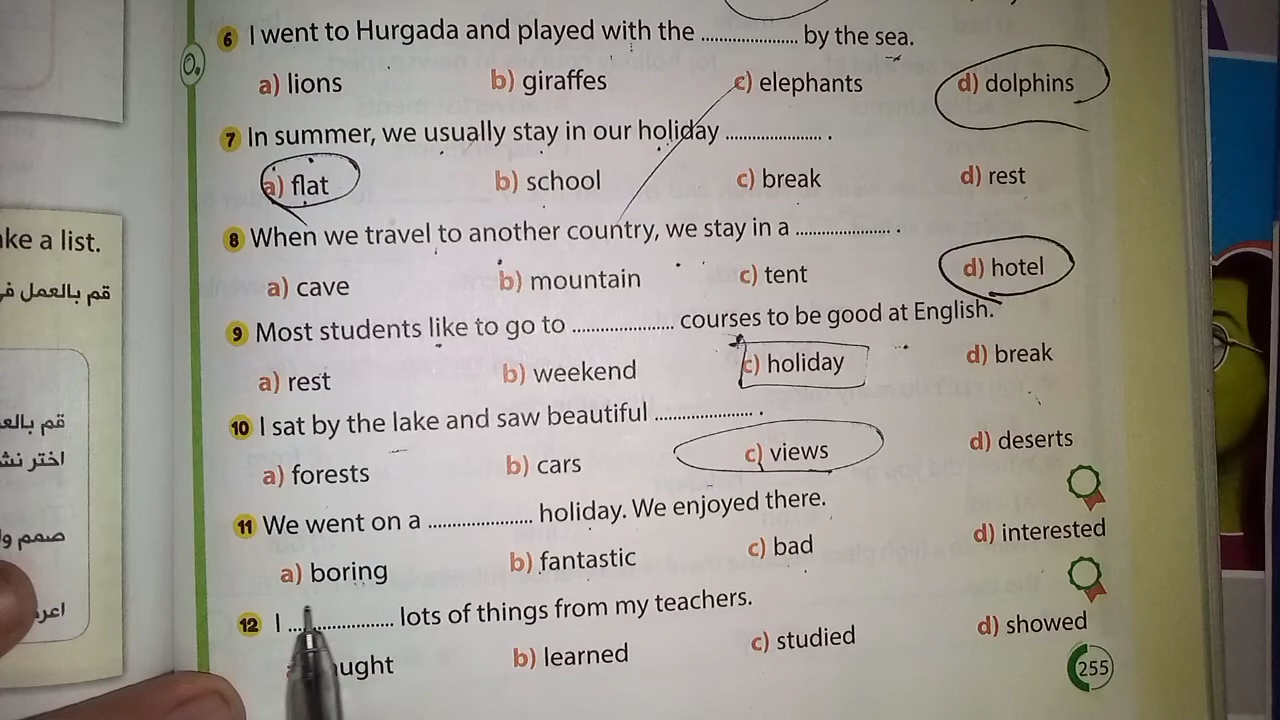 6 I went to Hurgada and played with the .................... by the sea.
a) lions b) giraffes c) elephants d) dolphins
7 In summer, we usually stay in our holiday .................... .
a) flat b) school c) break d) rest
8 When we travel to another country, we stay in a .................... .
a) cave b) mountain c) tent d) hotel
9 Most students like to go to .................... courses to be good at English.
a) rest b) weekend c) holiday d) break
10 I sat by the lake and saw beautiful .................... .
a) forests b) cars c) views d) deserts
11 We went on a .................... holiday. We enjoyed there.
a) boring b) fantastic c) bad d) interested
12 I .................... lots of things from my teachers.
ught b) learned c) studied d) showed
255
ake a list.
قم بالعمل ف
قم بالع
اختر نش
صمم و
اعر